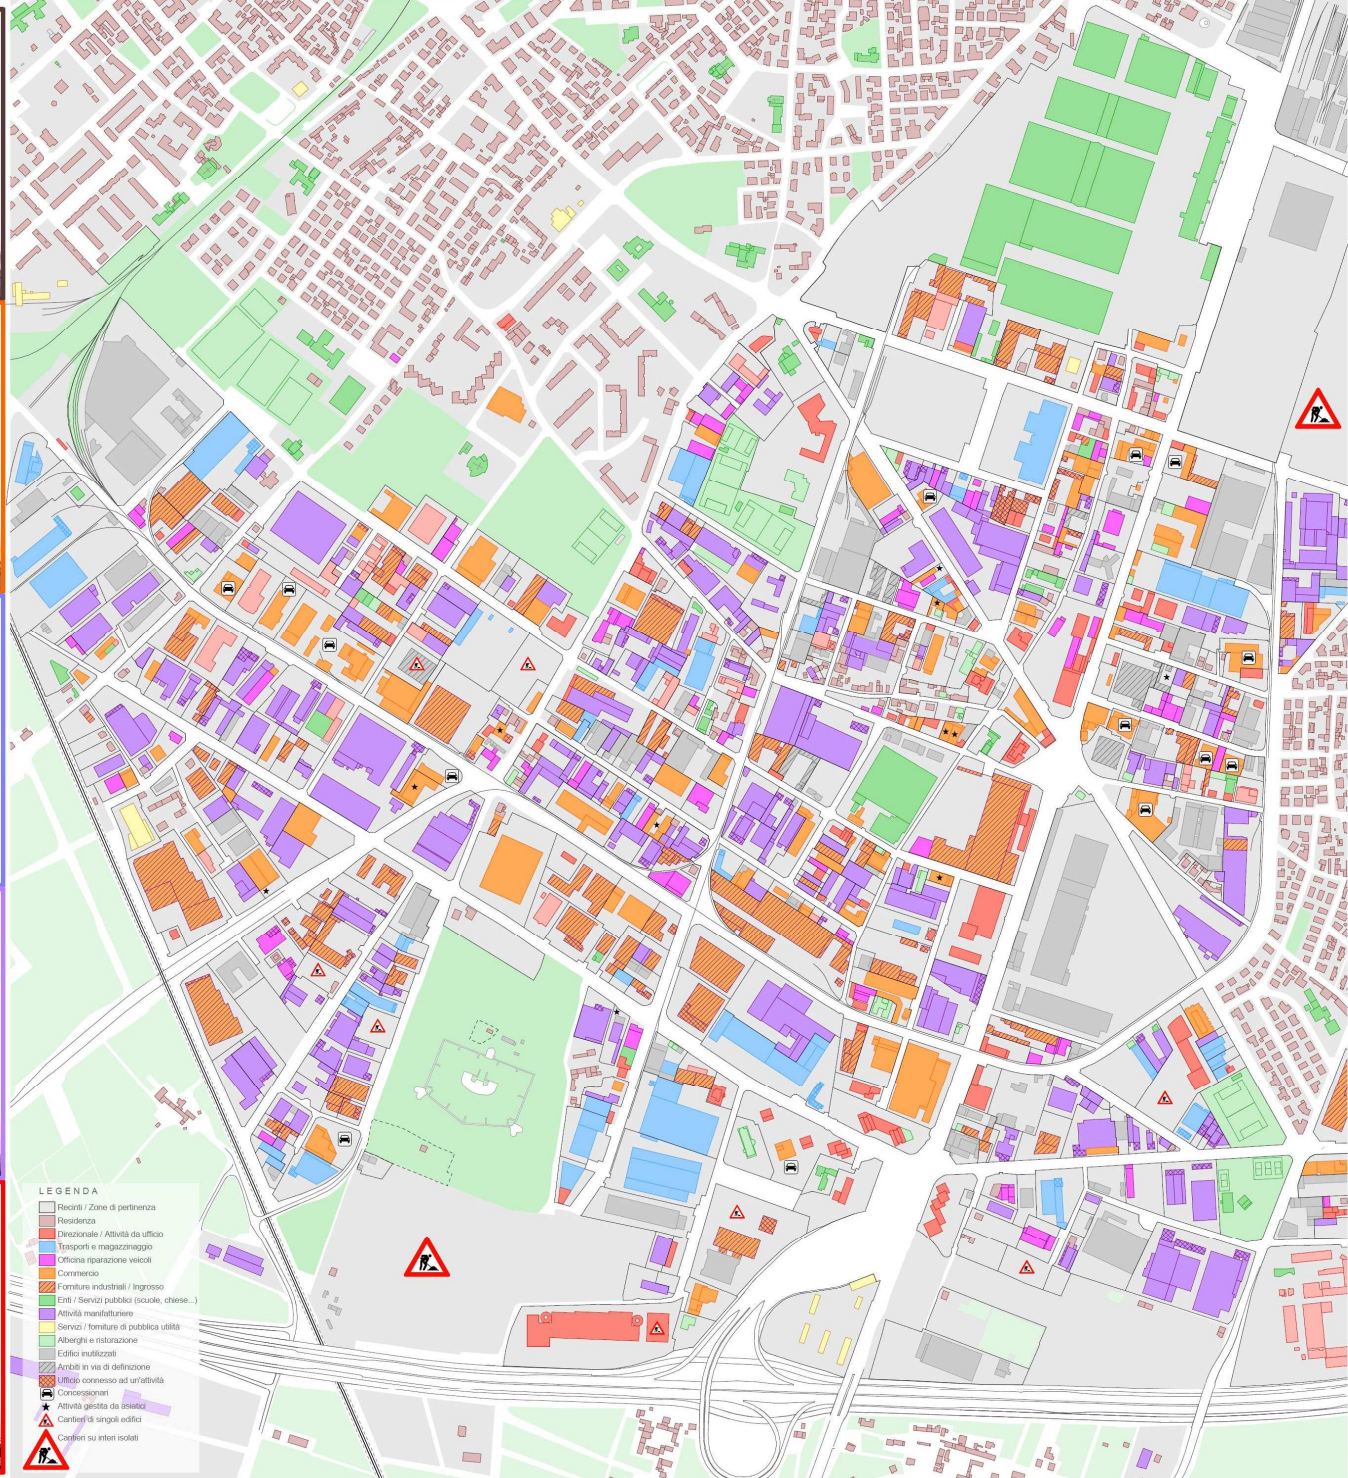 LEGENDA
Recinti / Zone di pertinenza
Residenza
Direzionale / Attività da ufficio
Trasporti e magazzinaggio
Officina riparazione veicoli
Commercio
Forniture industriali / Ingrosso
Enti / Servizi pubblici (scuole, chiese...)
Attività manifatturiere
Servizi / forniture di pubblica utilità
Alberghi e ristorazione
Edifici inutilizzati
Ambiti in via di definizione
Ufficio connesso ad un'attività
Concessionari
Attività gestita da asiatici
Cantieri di singoli edifici
Cantieri su interi isolati